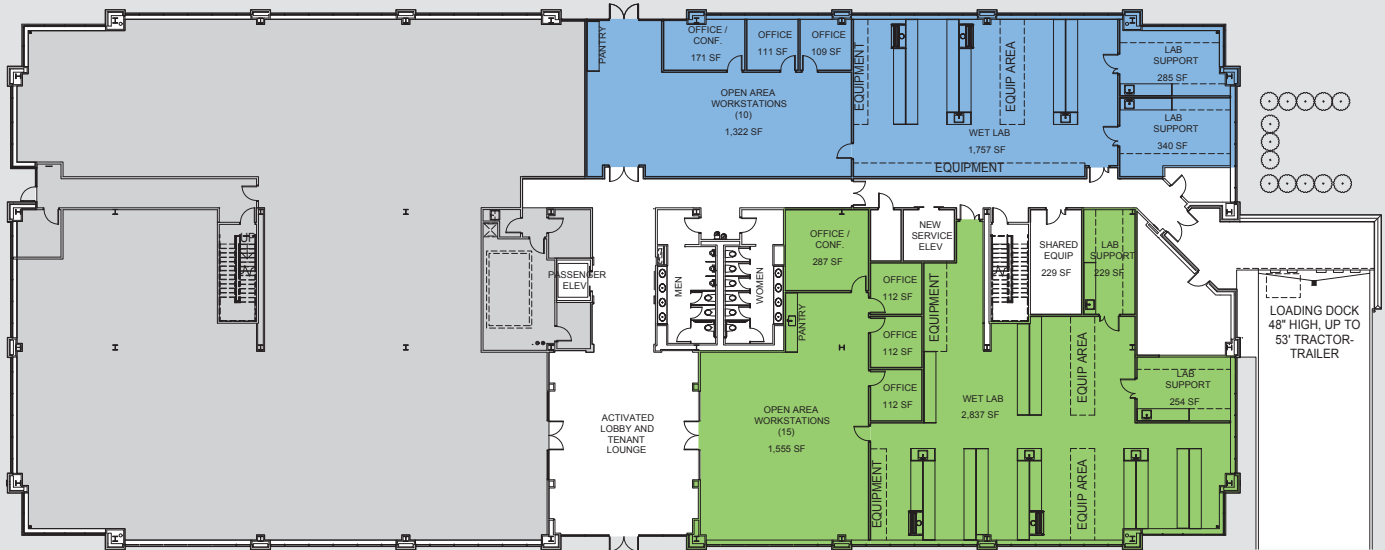 PANTRY
OFFICE /
CONF.
171 SF
OFFICE
111 SF
OFFICE
109 SF
OPEN AREA
WORKSTATIONS
(10)
1,322 SF
EQUIPMENT
EQUIP AREA
WET LAB
1,757 SF
EQUIPMENT
LAB
SUPPORT
285 SF
LAB
SUPPORT
340 SF
UP
PASSENGER
ELEV
MEN
WOMEN
OFFICE /
CONF.
287 SF
NEW
SERVICE
ELEV
SHARED
EQUIP
229 SF
LAB
SUPPORT
229 SF
OFFICE
112 SF
OFFICE
112 SF
OFFICE
112 SF
EQUIPMENT
PANTRY
LOADING DOCK
48" HIGH, UP TO
53' TRACTOR-
TRAILER
EQUIP AREA
LAB
SUPPORT
254 SF
WET LAB
2,837 SF
ACTIVATED
LOBBY AND
TENANT
LOUNGE
OPEN AREA
WORKSTATIONS
(15)
1,555 SF
EQUIPMENT
EQUIP AREA